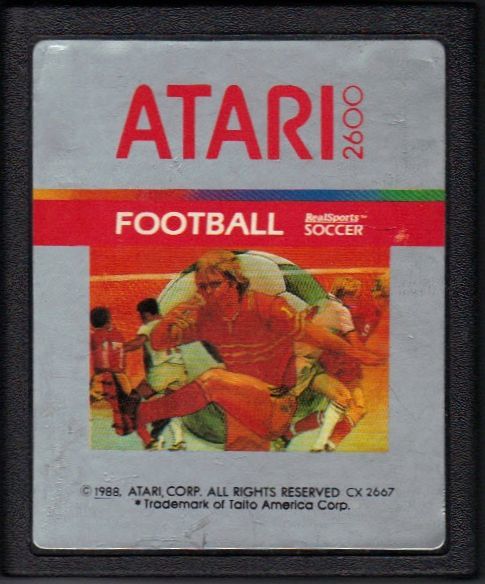 ATARI 2600
FOOTBALL RealSports™ SOCCER
© 1988, ATARI, CORP. ALL RIGHTS RESERVED CX 2667
* Trademark of Taito America Corp.